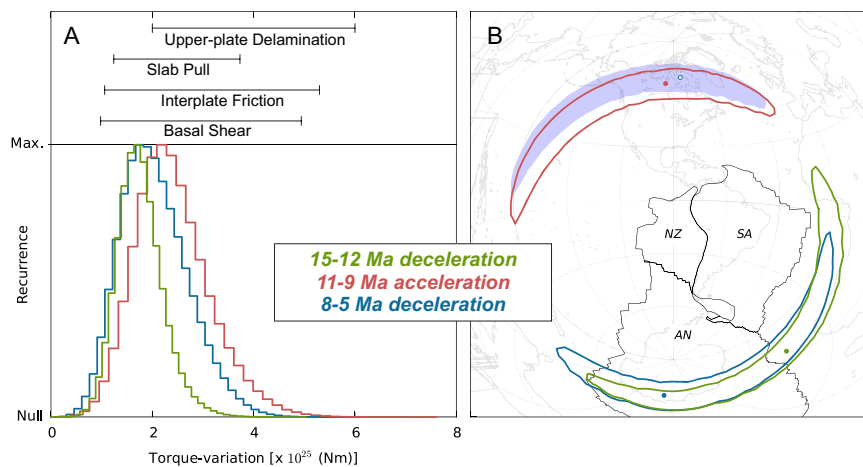 A
Upper-plate Delamination
Slab Pull
Interplate Friction
Basal Shear
Max.
Recurrence
Null
0
2
4
6
8
Torque-variation [x 10^25 (Nm)]
15-12 Ma deceleration
11-9 Ma acceleration
8-5 Ma deceleration
B
NZ
SA
AN